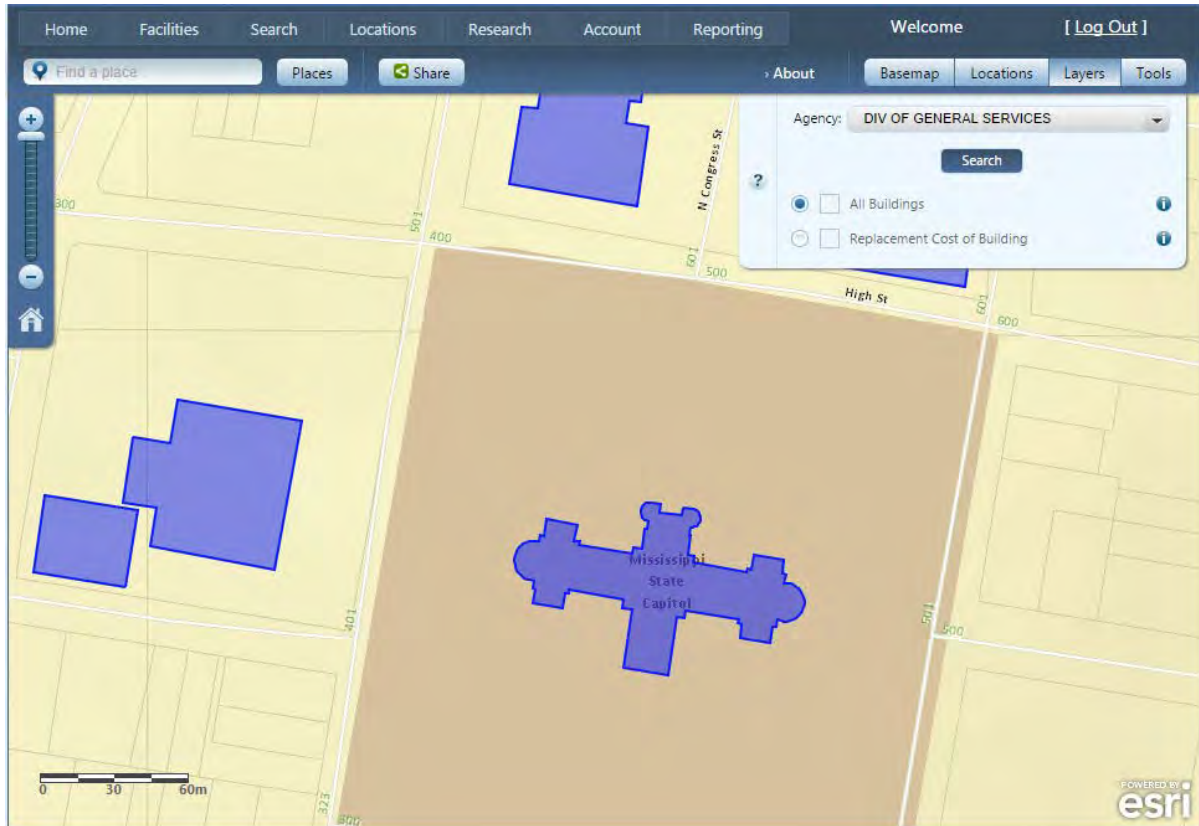 Home Facilities Search Locations Research Account Reporting Welcome [ Log Out ]
Find a place Places Share › About Basemap Locations Layers Tools
Agency: DIV OF GENERAL SERVICES
Search
?
All Buildings i
Replacement Cost of Building i
N Congress St
300
501
400
601
500
High St
601
600
Mississippi
State
Capitol
401
501
500
0 30 60m
323
300
POWERED BY
esri